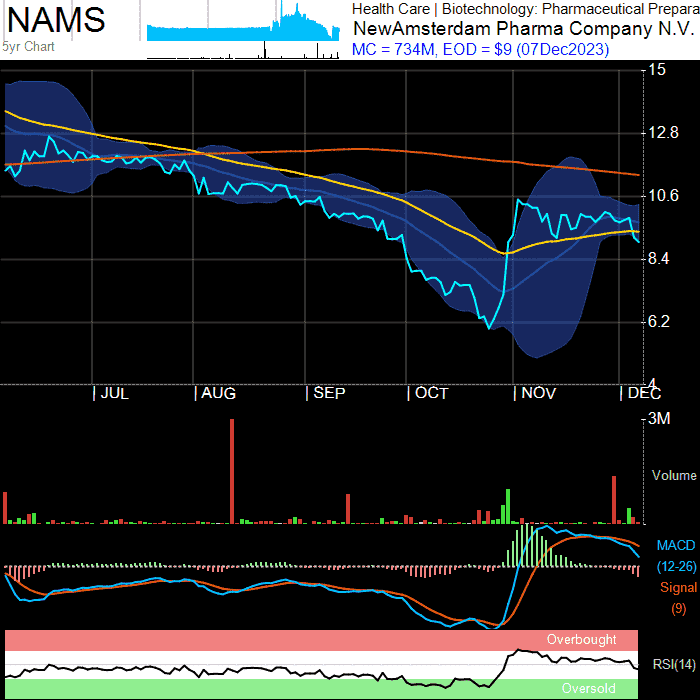 NAMS
5yr Chart
Health Care | Biotechnology: Pharmaceutical Prepara
NewAmsterdam Pharma Company N.V.
MC = 734M, EOD = $9 (07Dec2023)
15
12.8
10.6
8.4
6.2
4
| JUL | AUG | SEP | OCT | NOV | DEC
3M
Volume
MACD
(12-26)
Signal
(9)
Overbought
RSI(14)
Oversold